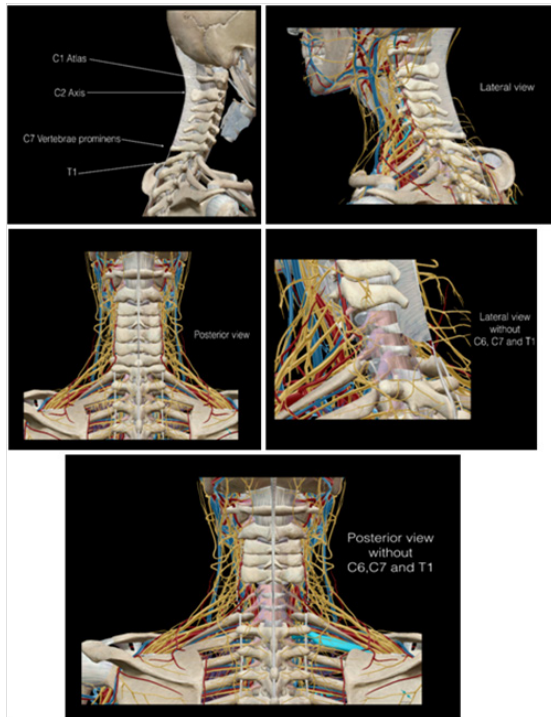 C1 Atlas
C2 Axis
C7 Vertebrae prominens
T1
Lateral view
Posterior view
Lateral view
without
C6, C7 and T1
Posterior view
without
C6,C7 and T1